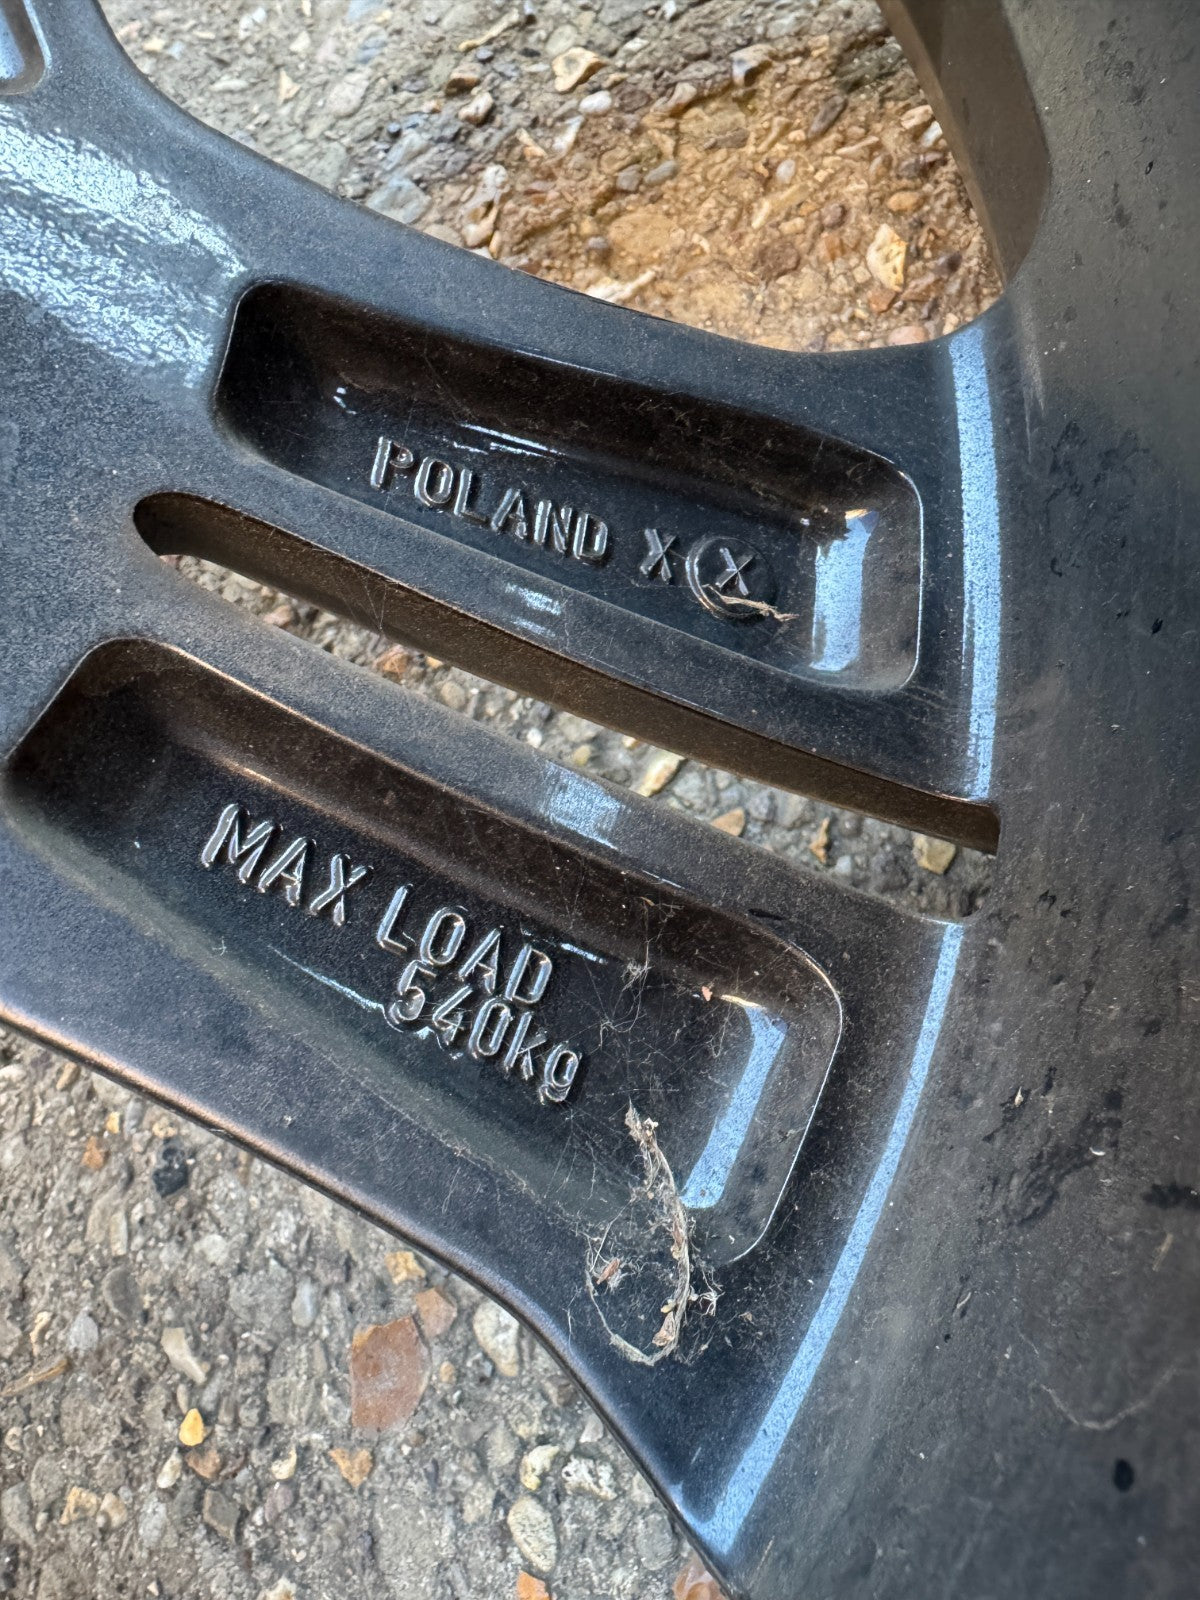 POLAND X Ⓧ
MAX LOAD
540kg